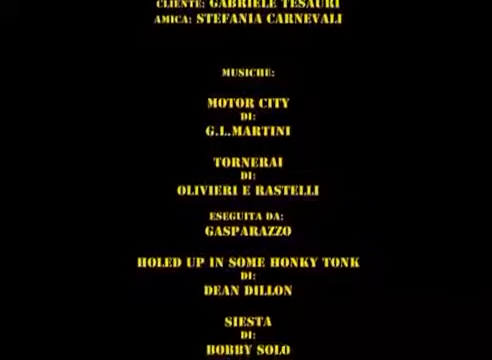 CLIENTE: GABRIELE TESAURI
AMICA: STEFANIA CARNEVALI
MUSICHE:
MOTOR CITY
DI:
G.L.MARTINI
TORNERAI
DI:
OLIVIERI E RASTELLI
ESEGUITA DA:
GASPARAZZO
HOLED UP IN SOME HONKY TONK
DI:
DEAN DILLON
SIESTA
DI:
BOBBY SOLO